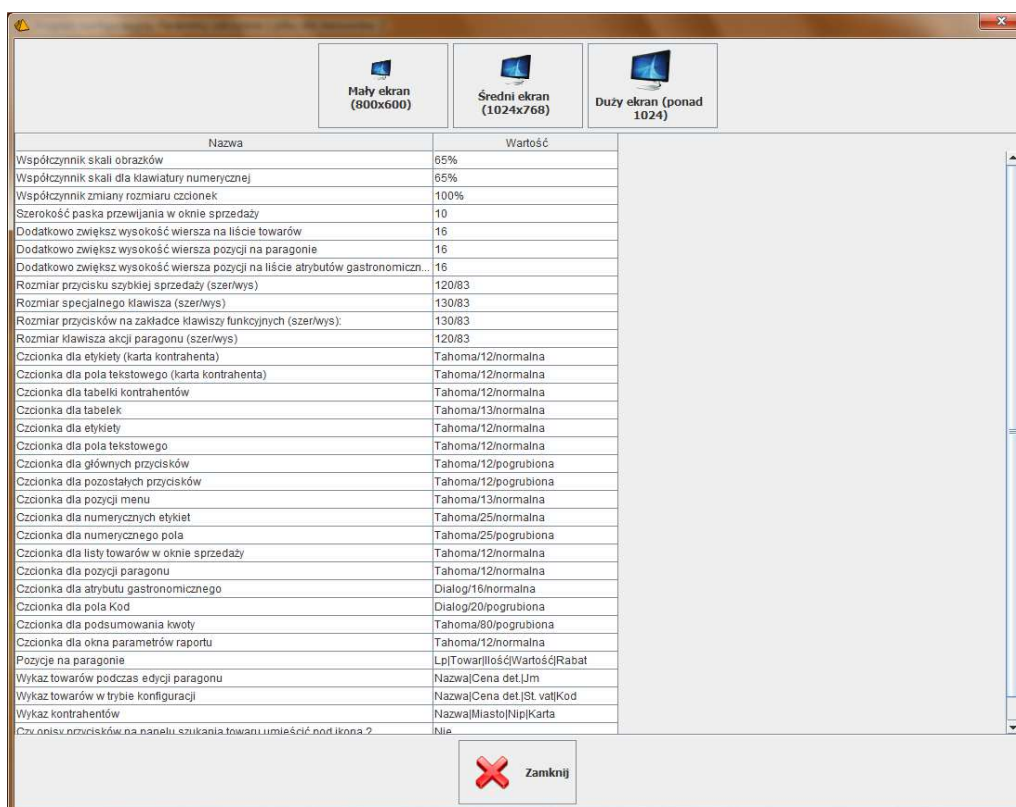 Mały ekran
(800x600)
Średni ekran
(1024x768)
Duży ekran (ponad
1024)
Nazwa Wartość
Współczynnik skali obrazków 65%
Współczynnik skali dla klawiatury numerycznej 65%
Współczynnik zmiany rozmiaru czcionek 100%
Szerokość paska przewijania w oknie sprzedaży 10
Dodatkowo zwiększ wysokość wiersza na liście towarów 16
Dodatkowo zwiększ wysokość wiersza pozycji na paragonie 16
Dodatkowo zwiększ wysokość wiersza pozycji na liście atrybutów gastronomiczn... 16
Rozmiar przycisku szybkiej sprzedaży (szer/wys) 120/83
Rozmiar specjalnego klawisza (szer/wys) 130/83
Rozmiar przycisków na zakładce klawiszy funkcyjnych (szer/wys): 130/83
Rozmiar klawisza akcji paragonu (szer/wys) 120/83
Czcionka dla etykiety (karta kontrahenta) Tahoma/12/normalna
Czcionka dla pola tekstowego (karta kontrahenta) Tahoma/12/normalna
Czcionka dla tabelki kontrahentów Tahoma/12/normalna
Czcionka dla tabelek Tahoma/13/normalna
Czcionka dla etykiety Tahoma/12/normalna
Czcionka dla pola tekstowego Tahoma/12/normalna
Czcionka dla głównych przycisków Tahoma/12/pogrubiona
Czcionka dla pozostałych przycisków Tahoma/12/pogrubiona
Czcionka dla pozycji menu Tahoma/13/normalna
Czcionka dla numerycznych etykiet Tahoma/25/normalna
Czcionka dla numerycznego pola Tahoma/25/pogrubiona
Czcionka dla listy towarów w oknie sprzedaży Tahoma/12/normalna
Czcionka dla pozycji paragonu Tahoma/12/normalna
Czcionka dla atrybutu gastronomicznego Dialog/16/normalna
Czcionka dla pola Kod Dialog/20/pogrubiona
Czcionka dla podsumowania kwoty Tahoma/80/pogrubiona
Czcionka dla okna parametrów raportu Tahoma/12/normalna
Pozycje na paragonie Lp|Towar|Ilość|Wartość|Rabat
Wykaz towarów podczas edycji paragonu Nazwa|Cena det.|Jm
Wykaz towarów w trybie konfiguracji Nazwa|Cena det.|St. vat|Kod
Wykaz kontrahentów Nazwa|Miasto|Nip|Karta
Czy opisy przycisków na panelu szukania towaru umieścić pod ikoną ? Nie
Zamknij